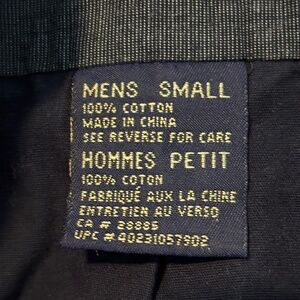 MENS SMALL
100% COTTON
MADE IN CHINA
SEE REVERSE FOR CARE
HOMMES PETIT
100% COTON
FABRIQUÉ AUX LA CHINE
ENTRETIEN AU VERSO
CA # 28885
UPC # 40231057902